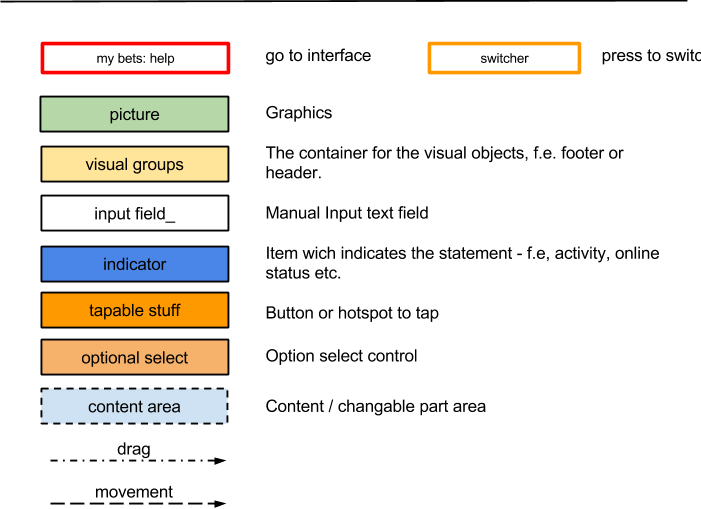 my bets: help go to interface switcher press to switc
picture Graphics
visual groups The container for the visual objects, f.e. footer or
header.
input field_ Manual Input text field
indicator Item wich indicates the statement - f.e, activity, online
status etc.
tapable stuff Button or hotspot to tap
optional select Option select control
content area Content / changable part area
drag
movement